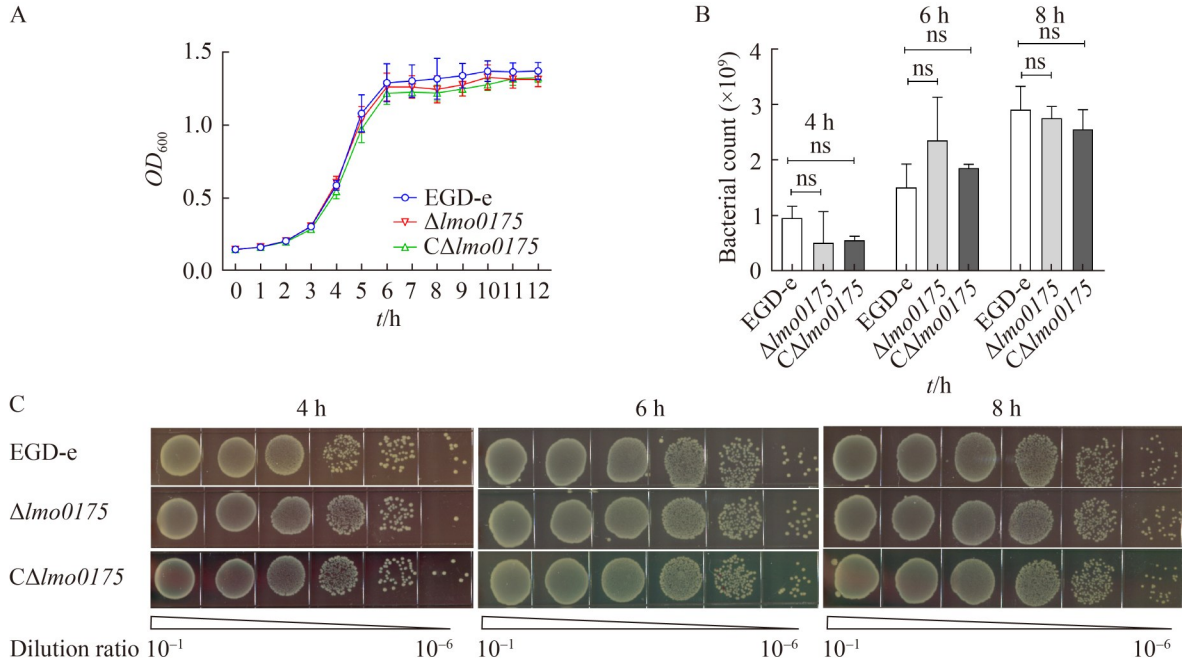 A
OD600
1.5
1.0
0.5
0.0
EGD-e
Δlmo0175
CΔlmo0175
0 1 2 3 4 5 6 7 8 9 10 11 12
t/h
B
Bacterial count (×10⁹)
4
3
2
1
0
4 h
ns
ns
6 h
ns
ns
8 h
ns
ns
EGD-e Δlmo0175 CΔlmo0175 EGD-e Δlmo0175 CΔlmo0175 EGD-e Δlmo0175 CΔlmo0175
t/h
C
4 h 6 h 8 h
EGD-e
Δlmo0175
CΔlmo0175
Dilution ratio 10⁻¹ 10⁻⁶ 10⁻¹ 10⁻⁶ 10⁻¹ 10⁻⁶